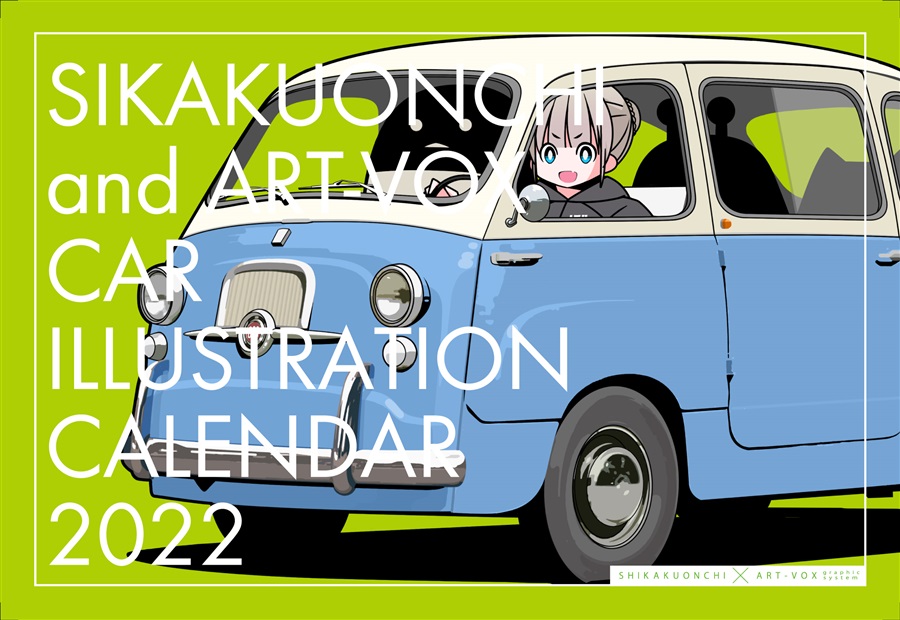 SIKAKUONCHI
and ART-VOX
CAR
ILLUSTRATION
CALENDAR
2022
SHIKAKUONCHI × ART-VOX graphic system